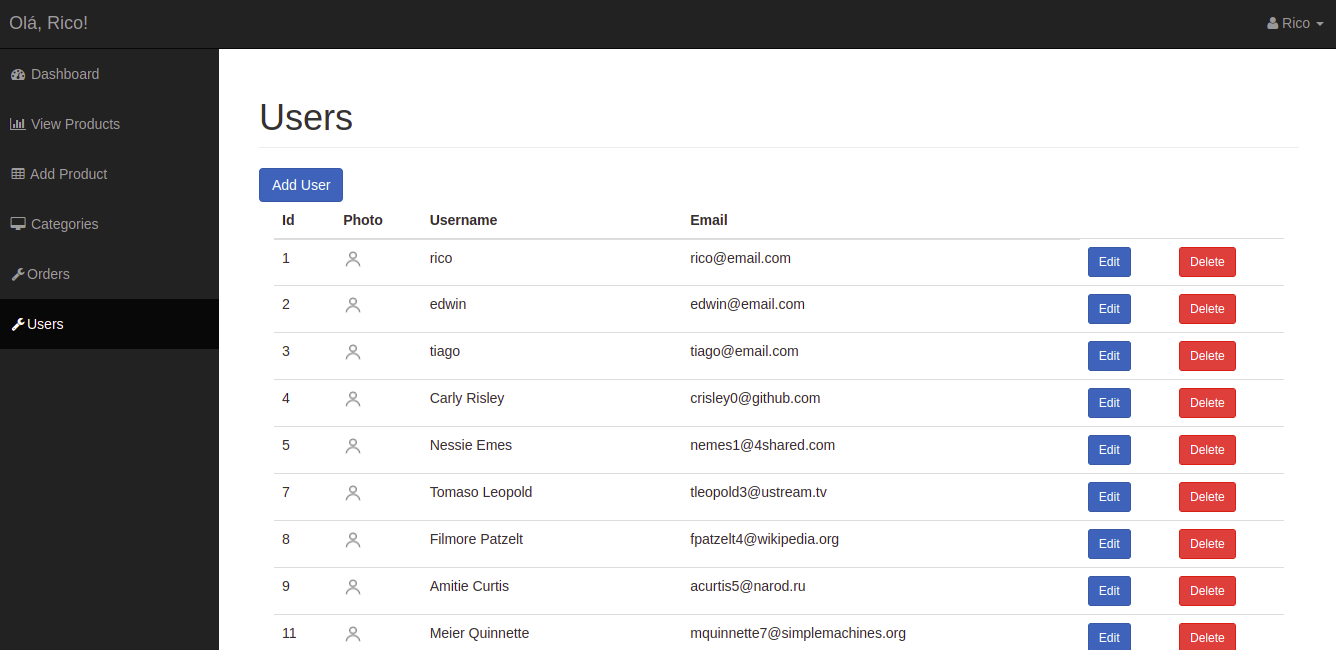 Olá, Rico!
Rico
Dashboard
View Products
Add Product
Categories
Orders
Users
Users
Add User
Id Photo Username Email
1 rico rico@email.com Edit Delete
2 edwin edwin@email.com Edit Delete
3 tiago tiago@email.com Edit Delete
4 Carly Risley crisley0@github.com Edit Delete
5 Nessie Emes nemes1@4shared.com Edit Delete
7 Tomaso Leopold tleopold3@ustream.tv Edit Delete
8 Filmore Patzelt fpatzelt4@wikipedia.org Edit Delete
9 Amitie Curtis acurtis5@narod.ru Edit Delete
11 Meier Quinnette mquinnette7@simplemachines.org Edit Delete